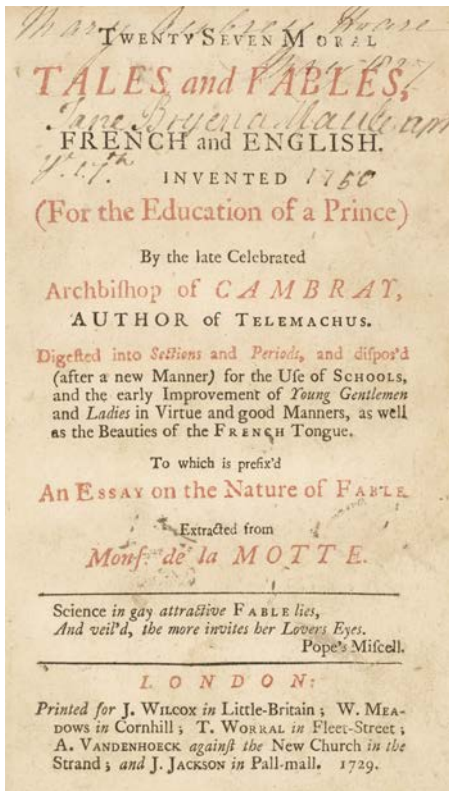 Mary Hoare
TWENTY SEVEN MORAL
1827
TALES and FABLES,
Jane
FRENCH and ENGLISH.
INVENTED 1750
(For the Education of a Prince)
By the late Celebrated
Archbiſhop of CAMBRAY,
AUTHOR of TELEMACHUS.
Digeſted into Sections and Periods, and diſpos'd
(after a new Manner) for the Uſe of SCHOOLS,
and the early Improvement of Young Gentlemen
and Ladies in Virtue and good Manners, as well
as the Beauties of the FRENCH Tongue.
To which is prefix'd
An ESSAY on the Nature of FABLE
Extracted from
Monſ. de la MOTTE.
Science in gay attractive FABLE lies,
And veil'd, the more invites her Lovers Eyes.
Pope's Miſcell.
LONDON:
Printed for J. WILCOX in Little-Britain ; W. MEA-
DOWS in Cornhill ; T. WORRAL in Fleet-Street ;
A. VANDENHOECK againſt the New Church in the
Strand ; and J. JACKSON in Pall-mall. 1729.